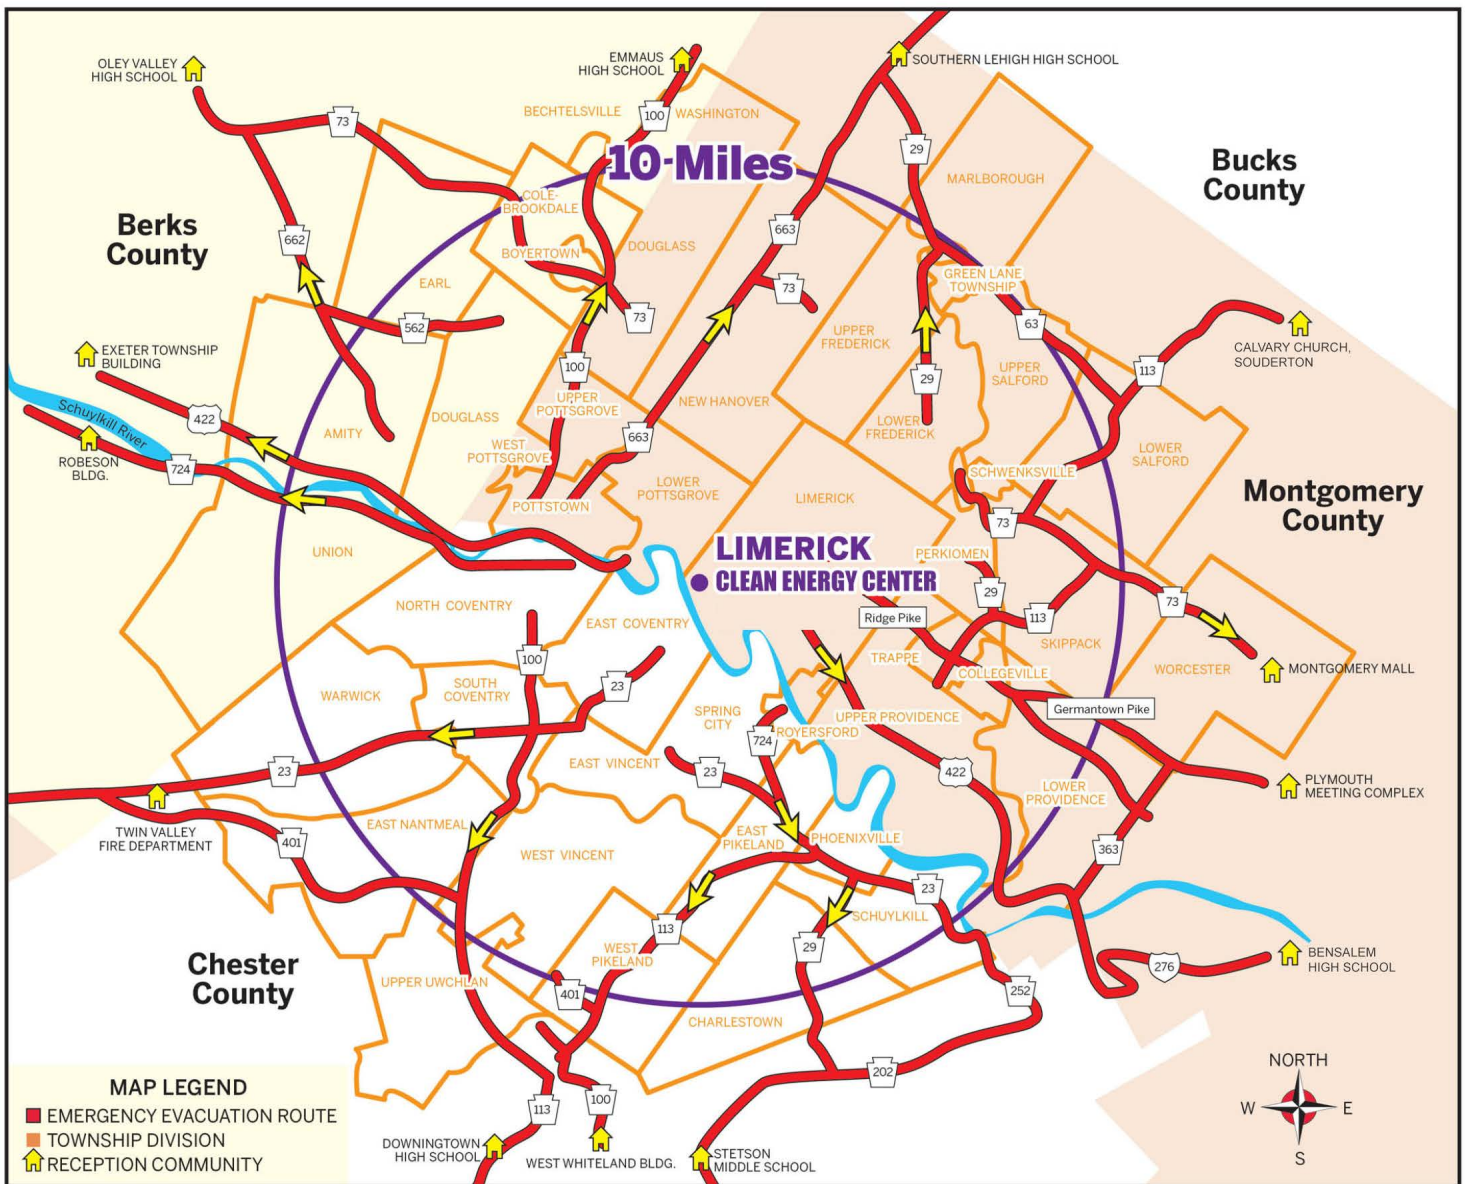 OLEY VALLEY
HIGH SCHOOL
EMMAUS
HIGH SCHOOL
SOUTHERN LEHIGH HIGH SCHOOL
BECHTELSVILLE
WASHINGTON
100
73
29
10-Miles
Bucks
County
MARLBOROUGH
COLE-
BROOKDALE
Berks
County
662
663
BOYERTOWN
DOUGLASS
EARL
GREEN LANE
TOWNSHIP
73
562
73
63
UPPER
FREDERICK
CALVARY CHURCH,
SOUDERTON
EXETER TOWNSHIP
BUILDING
100
29
113
UPPER
SALFORD
Schuylkill River
422
UPPER
POTTSGROVE
NEW HANOVER
DOUGLASS
AMITY
663
LOWER
FREDERICK
WEST
POTTSGROVE
LOWER
SALFORD
ROBESON
BLDG.
724
SCHWENKSVILLE
LOWER
POTTSGROVE
LIMERICK
POTTSTOWN
Montgomery
County
73
UNION
LIMERICK
CLEAN ENERGY CENTER
PERKIOMEN
29
73
NORTH COVENTRY
EAST COVENTRY
Ridge Pike
113
SKIPPACK
TRAPPE
COLLEGEVILLE
WORCESTER
MONTGOMERY MALL
100
23
WARWICK
SOUTH
COVENTRY
SPRING
CITY
UPPER PROVIDENCE
Germantown Pike
724
ROYERSFORD
23
EAST VINCENT
23
422
LOWER
PROVIDENCE
PLYMOUTH
MEETING COMPLEX
TWIN VALLEY
FIRE DEPARTMENT
EAST NANTMEAL
401
EAST
PIKELAND
PHOENIXVILLE
WEST VINCENT
363
23
SCHUYLKILL
113
29
WEST
PIKELAND
Chester
County
UPPER UWCHLAN
401
276
BENSALEM
HIGH SCHOOL
252
CHARLESTOWN
202
100
113
NORTH
W
E
S
MAP LEGEND
EMERGENCY EVACUATION ROUTE
TOWNSHIP DIVISION
RECEPTION COMMUNITY
DOWNINGTOWN
HIGH SCHOOL
WEST WHITELAND BLDG.
STETSON
MIDDLE SCHOOL